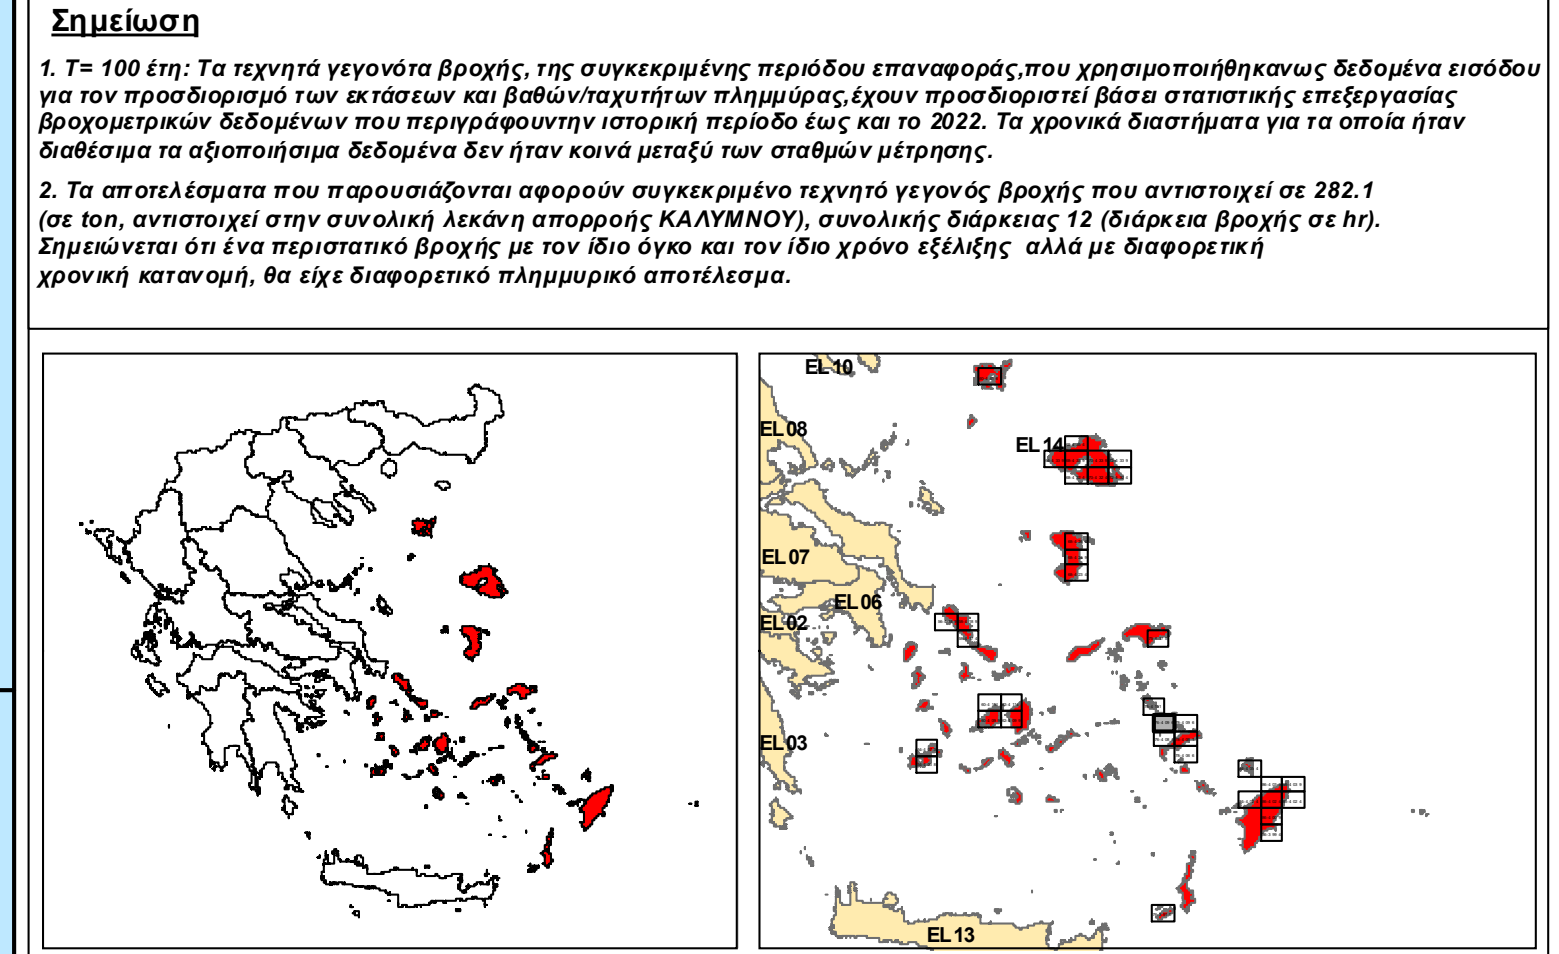 Σημείωση
1. Τ= 100 έτη: Τα τεχνητά γεγονότα βροχής, της συγκεκριμένης περιόδου επαναφοράς,που χρησιμοποιήθηκανως δεδομένα εισόδου
για τον προσδιορισμό των εκτάσεων και βαθών/ταχυτήτων πλημμύρας,έχουν προσδιοριστεί βάσει στατιστικής επεξεργασίας
βροχομετρικών δεδομένων που περιγράφουντην ιστορική περίοδο έως και το 2022. Τα χρονικά διαστήματα για τα οποία ήταν
διαθέσιμα τα αξιοποιήσιμα δεδομένα δεν ήταν κοινά μεταξύ των σταθμών μέτρησης.
2. Τα αποτελέσματα που παρουσιάζονται αφορούν συγκεκριμένο τεχνητό γεγονός βροχής που αντιστοιχεί σε 282.1
(σε ton, αντιστοιχεί στην συνολική λεκάνη απορροής ΚΑΛΥΜΝΟΥ), συνολικής διάρκειας 12 (διάρκεια βροχής σε hr).
Σημειώνεται ότι ένα περιστατικό βροχής με τον ίδιο όγκο και τον ίδιο χρόνο εξέλιξης αλλά με διαφορετική
χρονική κατανομή, θα είχε διαφορετικό πλημμυρικό αποτέλεσμα.
EL10
EL08
EL14
EL07
EL06
EL02
EL03
EL13